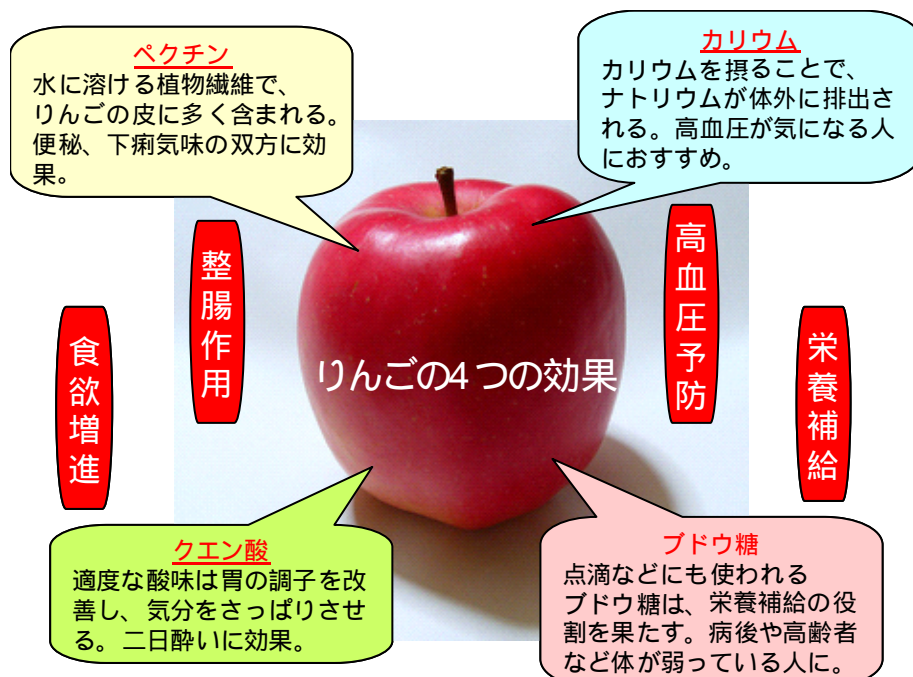 ペクチン
水に溶ける植物繊維で、
りんごの皮に多く含まれる。
便秘、下痢気味の双方に効
果。
カリウム
カリウムを摂ることで、
ナトリウムが体外に排出さ
れる。高血圧が気になる人
におすすめ。
整腸作用
高血圧予防
食欲増進
栄養補給
りんごの4つの効果
クエン酸
適度な酸味は胃の調子を改
善し、気分をさっぱりさせ
る。二日酔いに効果。
ブドウ糖
点滴などにも使われる
ブドウ糖は、栄養補給の役
割を果たす。病後や高齢者
など体が弱っている人に。